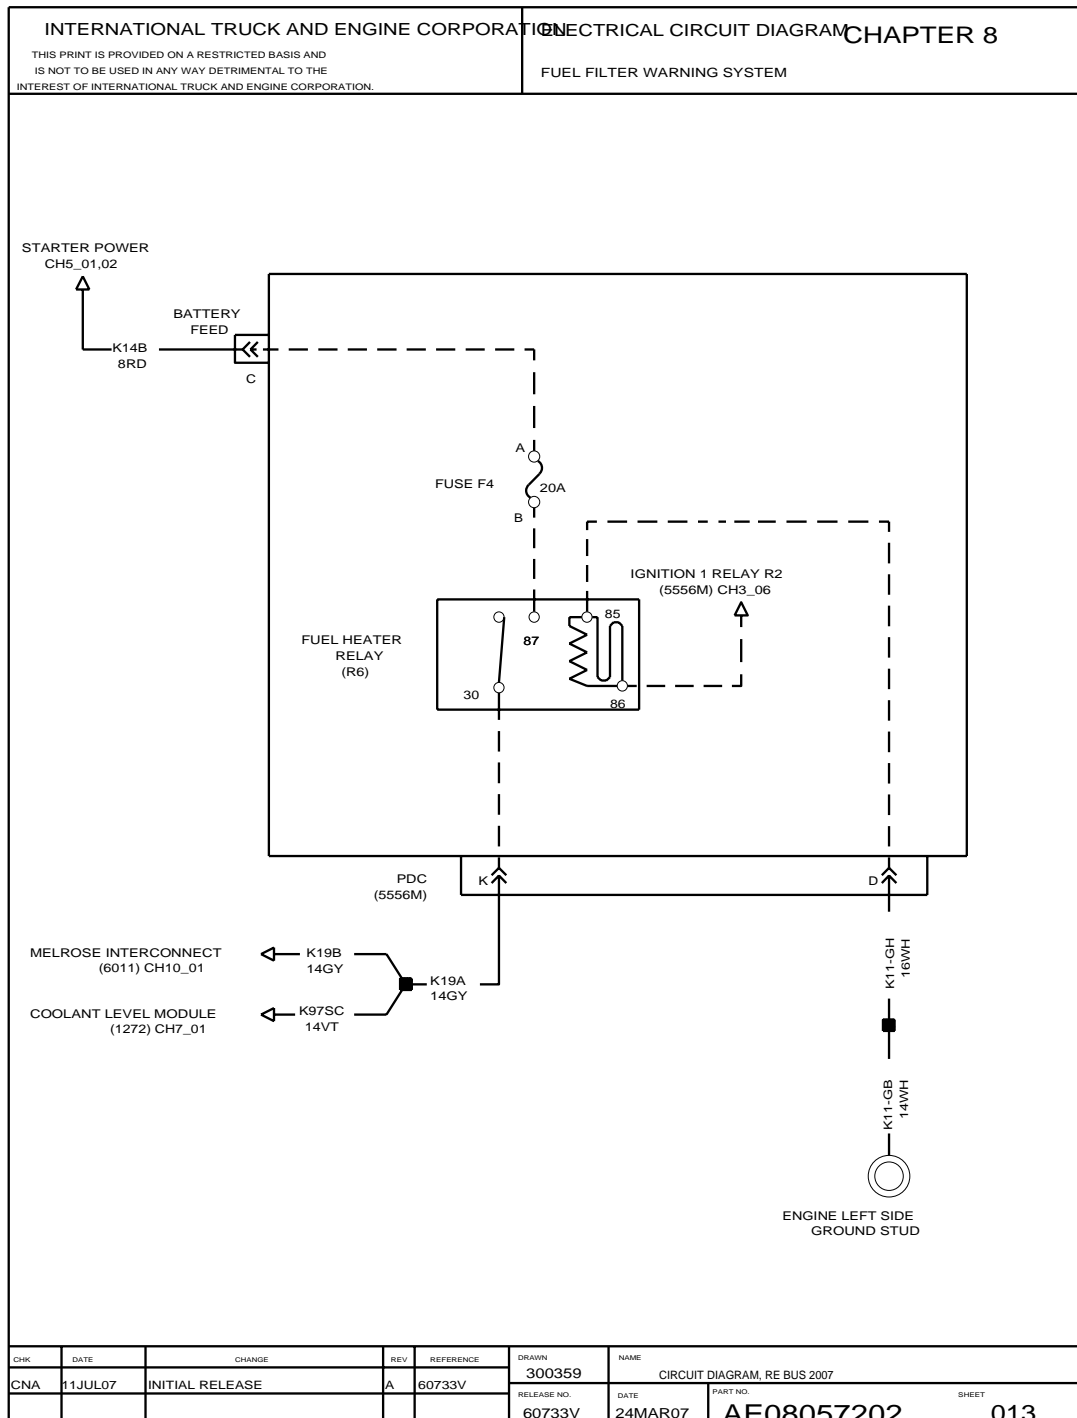 INTERNATIONAL TRUCK AND ENGINE CORPORATION
THIS PRINT IS PROVIDED ON A RESTRICTED BASIS AND
IS NOT TO BE USED IN ANY WAY DETRIMENTAL TO THE
INTEREST OF INTERNATIONAL TRUCK AND ENGINE CORPORATION.
ELECTRICAL CIRCUIT DIAGRAM
CHAPTER 8
FUEL FILTER WARNING SYSTEM
STARTER POWER
CH5_01,02
BATTERY
FEED
K14B
8RD
C
A
FUSE F4
20A
B
IGNITION 1 RELAY R2
(5556M) CH3_06
FUEL HEATER
RELAY
(R6)
87
85
30
86
PDC
(5556M)
K
D
MELROSE INTERCONNECT
(6011) CH10_01
K19B
14GY
K19A
14GY
COOLANT LEVEL MODULE
(1272) CH7_01
K97SC
14VT
K11-GH
16WH
K11-GB
14WH
ENGINE LEFT SIDE
GROUND STUD
CHK DATE CHANGE REV REFERENCE
CNA 11JUL07 INITIAL RELEASE A 60733V
DRAWN
300359
NAME
CIRCUIT DIAGRAM, RE BUS 2007
RELEASE NO.
60733V
DATE
24MAR07
PART NO.
AE08057202
SHEET
013